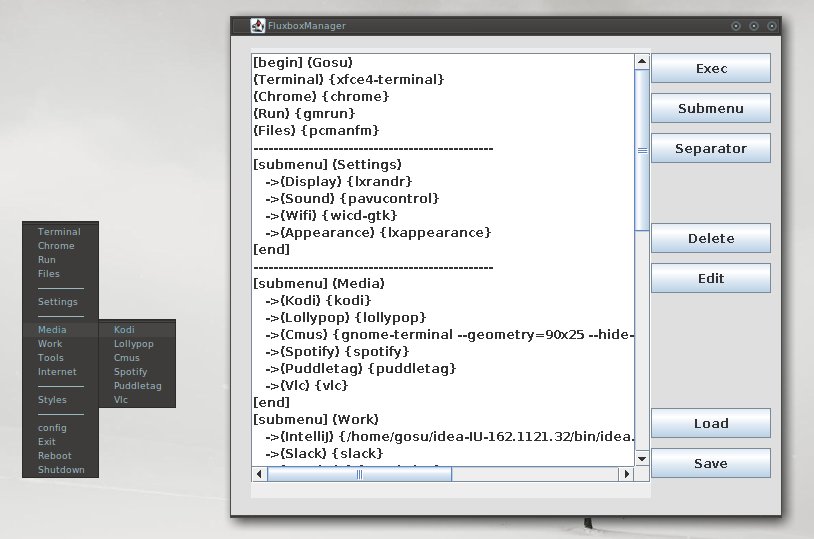 FluxboxManager
[begin] (Gosu)
(Terminal) {xfce4-terminal}
(Chrome) {chrome}
(Run) {gmrun}
(Files) {pcmanfm}
------------------------------------------------
[submenu] (Settings)
->(Display) {lxrandr}
->(Sound) {pavucontrol}
->(Wifi) {wicd-gtk}
->(Appearance) {lxappearance}
[end]
------------------------------------------------
[submenu] (Media)
->(Kodi) {kodi}
->(Lollypop) {lollypop}
->(Cmus) {gnome-terminal --geometry=90x25 --hide-
->(Spotify) {spotify}
->(Puddletag) {puddletag}
->(Vlc) {vlc}
[end]
[submenu] (Work)
->(IntelliJ) {/home/gosu/idea-IU-162.1121.32/bin/idea.
->(Slack) {slack}
Exec
Submenu
Separator
Delete
Edit
Load
Save
Terminal
Chrome
Run
Files
Settings
Media
Work
Tools
Internet
Styles
config
Exit
Reboot
Shutdown
Kodi
Lollypop
Cmus
Spotify
Puddletag
Vlc